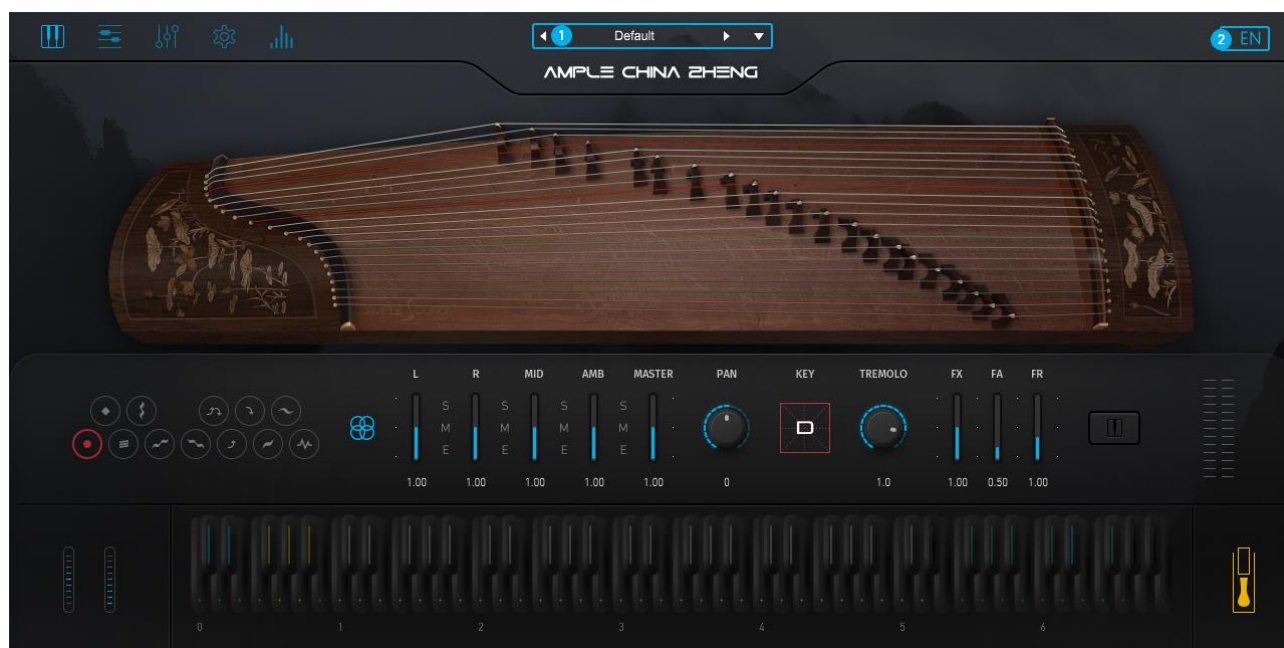 1 Default
2 EN
AMPLE CHINA ZHENG
L R MID AMB MASTER PAN KEY TREMOLO FX FA FR
S S S S
M M M M
D
E E E E
1.00 1.00 1.00 1.00 1.00 0 1.0 1.00 0.50 1.00
0 1 2 3 4 5 6